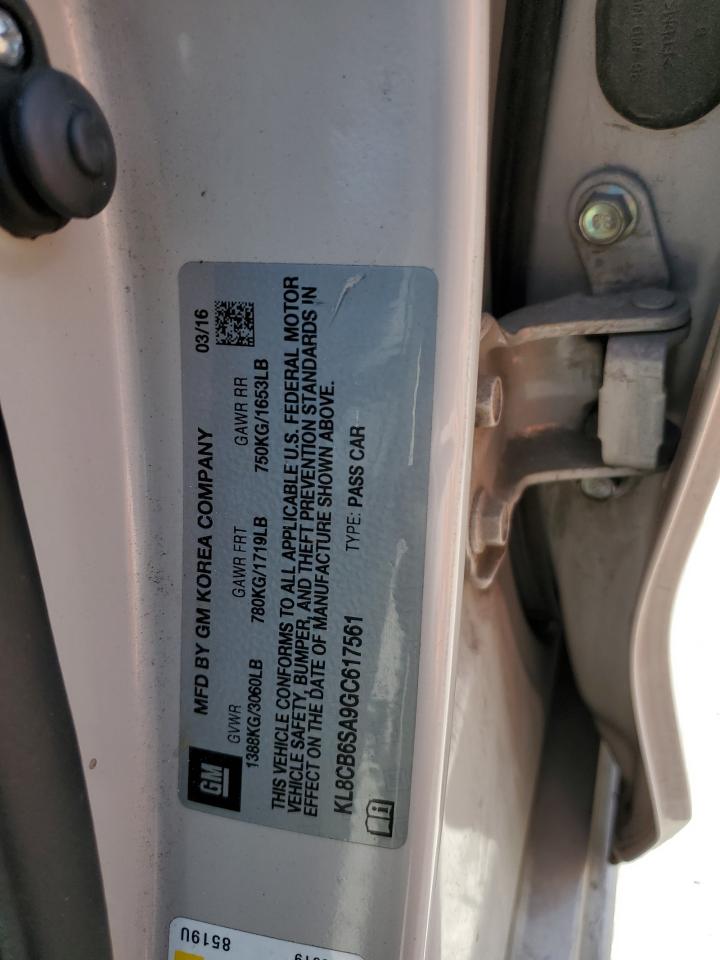 GM
MFD BY GM KOREA COMPANY 03/16
GVWR GAWR FRT GAWR RR
1388KG/3060LB 780KG/1719LB 750KG/1653LB
THIS VEHICLE CONFORMS TO ALL APPLICABLE U.S. FEDERAL MOTOR
VEHICLE SAFETY, BUMPER, AND THEFT PREVENTION STANDARDS IN
EFFECT ON THE DATE OF MANUFACTURE SHOWN ABOVE.
KL8CB6SA9GC617561 TYPE: PASS CAR
8519U